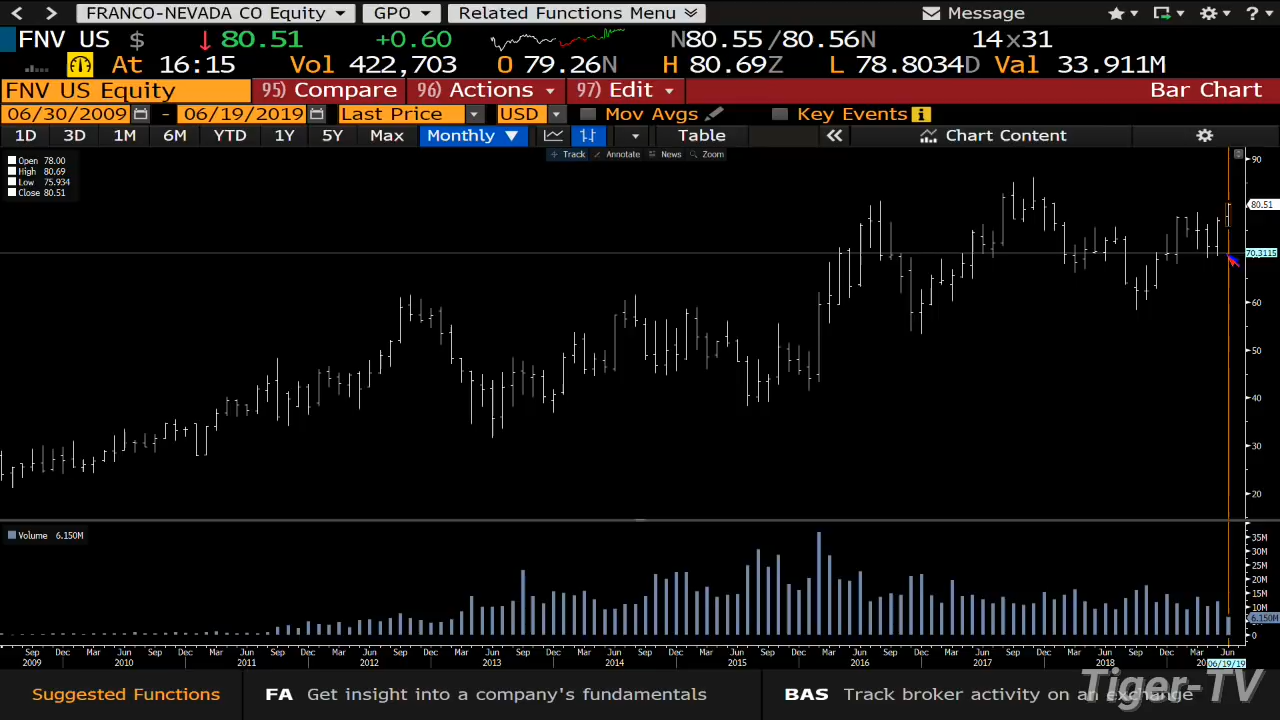 FRANCO-NEVADA CO Equity GPO Related Functions Menu Message ?
FNV US $ ↓ 80.51 +0.60 N80.55 /80.56N 14x31
At 16:15 Vol 422,703 O 79.26N H 80.69Z L 78.8034D Val 33.911M
FNV US Equity 95) Compare 96) Actions 97) Edit Bar Chart
06/30/2009 - 06/19/2019 Last Price USD Mov Avgs Key Events i
1D 3D 1M 6M YTD 1Y 5Y Max Monthly ▼ Table « Chart Content
Track Annotate News Zoom
Open 78.00
High 80.69
Low 75.934
Close 80.51
90
80.51
70.3115
60
50
40
30
20
Volume 6.150M
35M
30M
25M
20M
15M
10M
6.150M
0
Sep Dec Mar Jun Sep Dec Mar Jun Sep Dec Mar Jun Sep Dec Mar Jun Sep Dec Mar Jun Sep Dec Mar Jun Sep Dec Mar Jun Sep Dec Mar Jun Sep Dec Mar Jun Sep Dec Mar Jun
2009 2010 2011 2012 2013 2014 2015 2016 2017 2018 06/19/19
Suggested Functions FA Get insight into a company's fundamentals BAS Track broker activity on an exchange
Tiger-TV